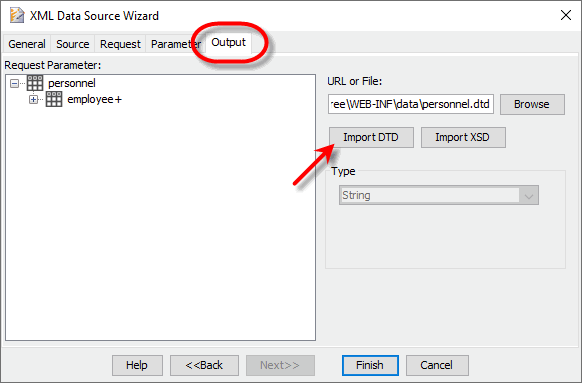 XML Data Source Wizard
General Source Request Parameter Output
Request Parameter:
personnel
employee+
URL or File:
ree\WEB-INF\data\personnel.dtd Browse
Import DTD Import XSD
Type
String
Help <<Back Next>> Finish Cancel